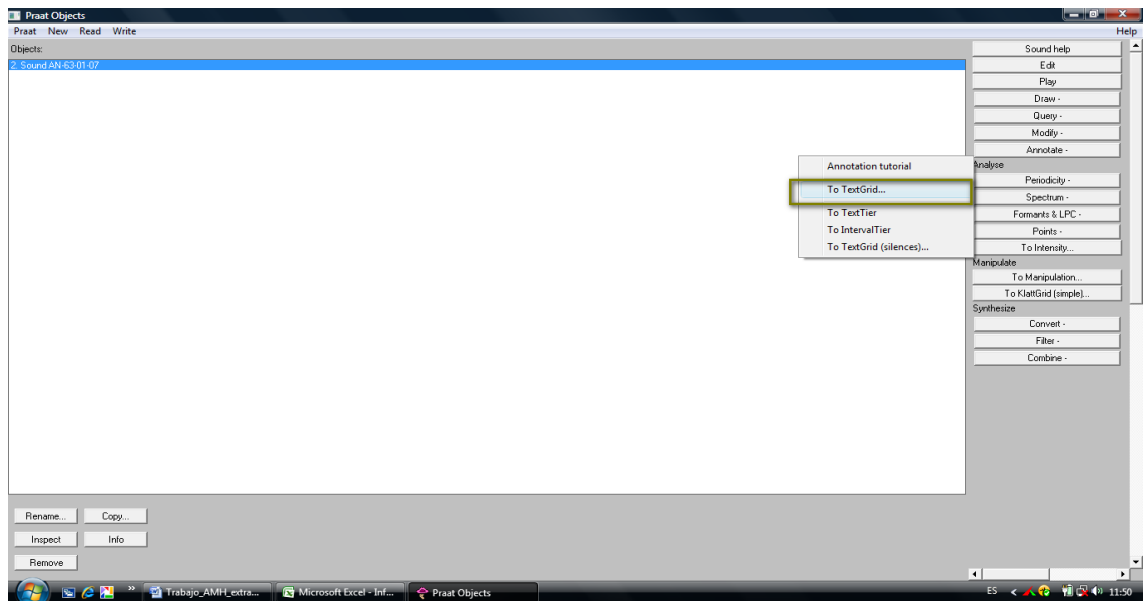 Praat Objects
Praat New Read Write Help
Objects:
2. Sound AN-63-01-07
Sound help
Edit
Play
Draw -
Query -
Modify -
Annotate -
Annotation tutorial
To TextGrid...
To TextTier
To IntervalTier
To TextGrid (silences)...
Analyse
Periodicity -
Spectrum -
Formants & LPC -
Points -
To Intensity...
Manipulate
To Manipulation...
To KlattGrid (simple)...
Synthesize
Convert -
Filter -
Combine -
Rename... Copy...
Inspect Info
Remove
Trabajo_AMH_extra... Microsoft Excel - Inf... Praat Objects ES 11:50